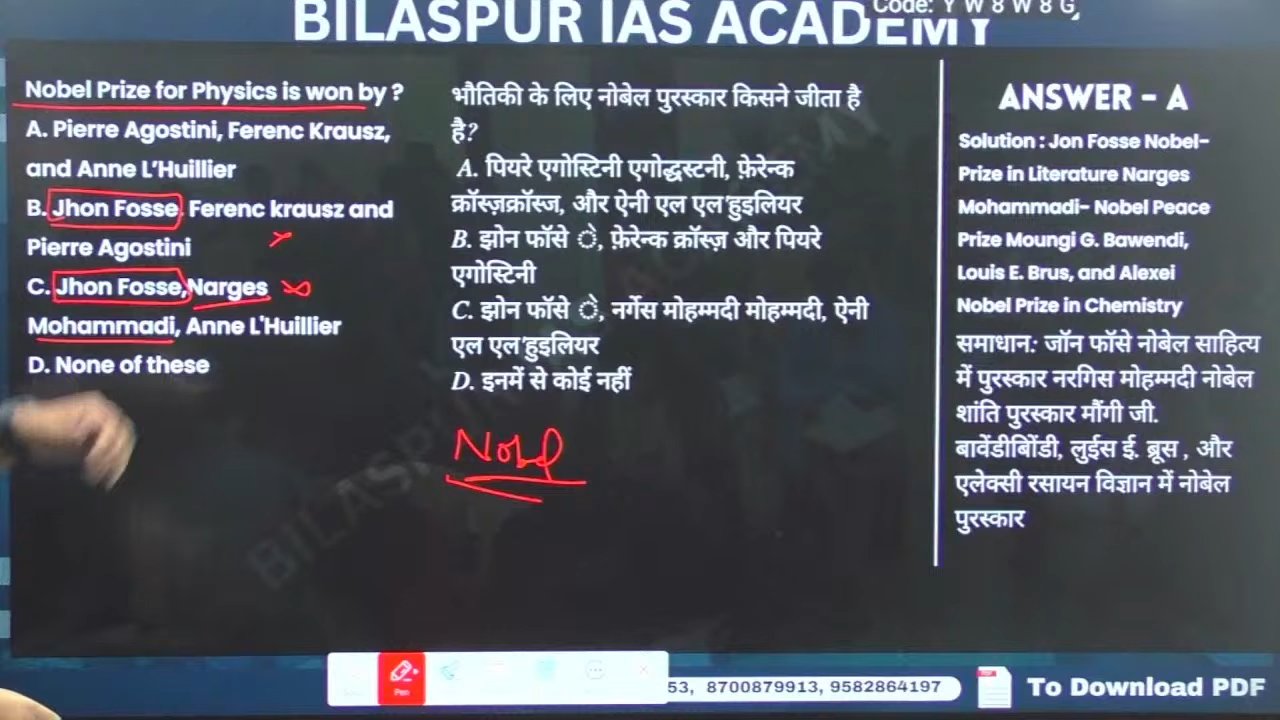 BILASPUR IAS ACADEMY
Code: Y W 8 W 8 G
Nobel Prize for Physics is won by ?
A. Pierre Agostini, Ferenc Krausz,
and Anne L'Huillier
B. Jhon Fosse, Ferenc krausz and
Pierre Agostini
C. Jhon Fosse,Narges
Mohammadi, Anne L'Huillier
D. None of these
भौतिकी के लिए नोबेल पुरस्कार किसने जीता है
है?
A. पियरे एगोस्टिनी एगोद्धस्टनी, फ़ेरेन्क
क्रॉस्ज़क्रॉस्ज, और ऐनी एल एल'हुइलियर
B. झोन फॉसे े, फ़ेरेन्क क्रॉस्ज़ और पियरे
एगोस्टिनी
C. झोन फॉसे े, नर्गेस मोहम्मदी मोहम्मदी, ऐनी
एल एल'हुइलियर
D. इनमें से कोई नहीं
Nobel
ANSWER - A
Solution : Jon Fosse Nobel-
Prize in Literature Narges
Mohammadi- Nobel Peace
Prize Moungi G. Bawendi,
Louis E. Brus, and Alexei
Nobel Prize in Chemistry
समाधान: जॉन फॉसे नोबेल साहित्य
में पुरस्कार नरगिस मोहम्मदी नोबेल
शांति पुरस्कार मौंगी जी.
बावेंडीबोिंडी, लुईस ई. ब्रूस , और
एलेक्सी रसायन विज्ञान में नोबेल
पुरस्कार
BILASPUR IAS ACADEMY
Pen
53, 8700879913, 9582864197
PDF
To Download PDF